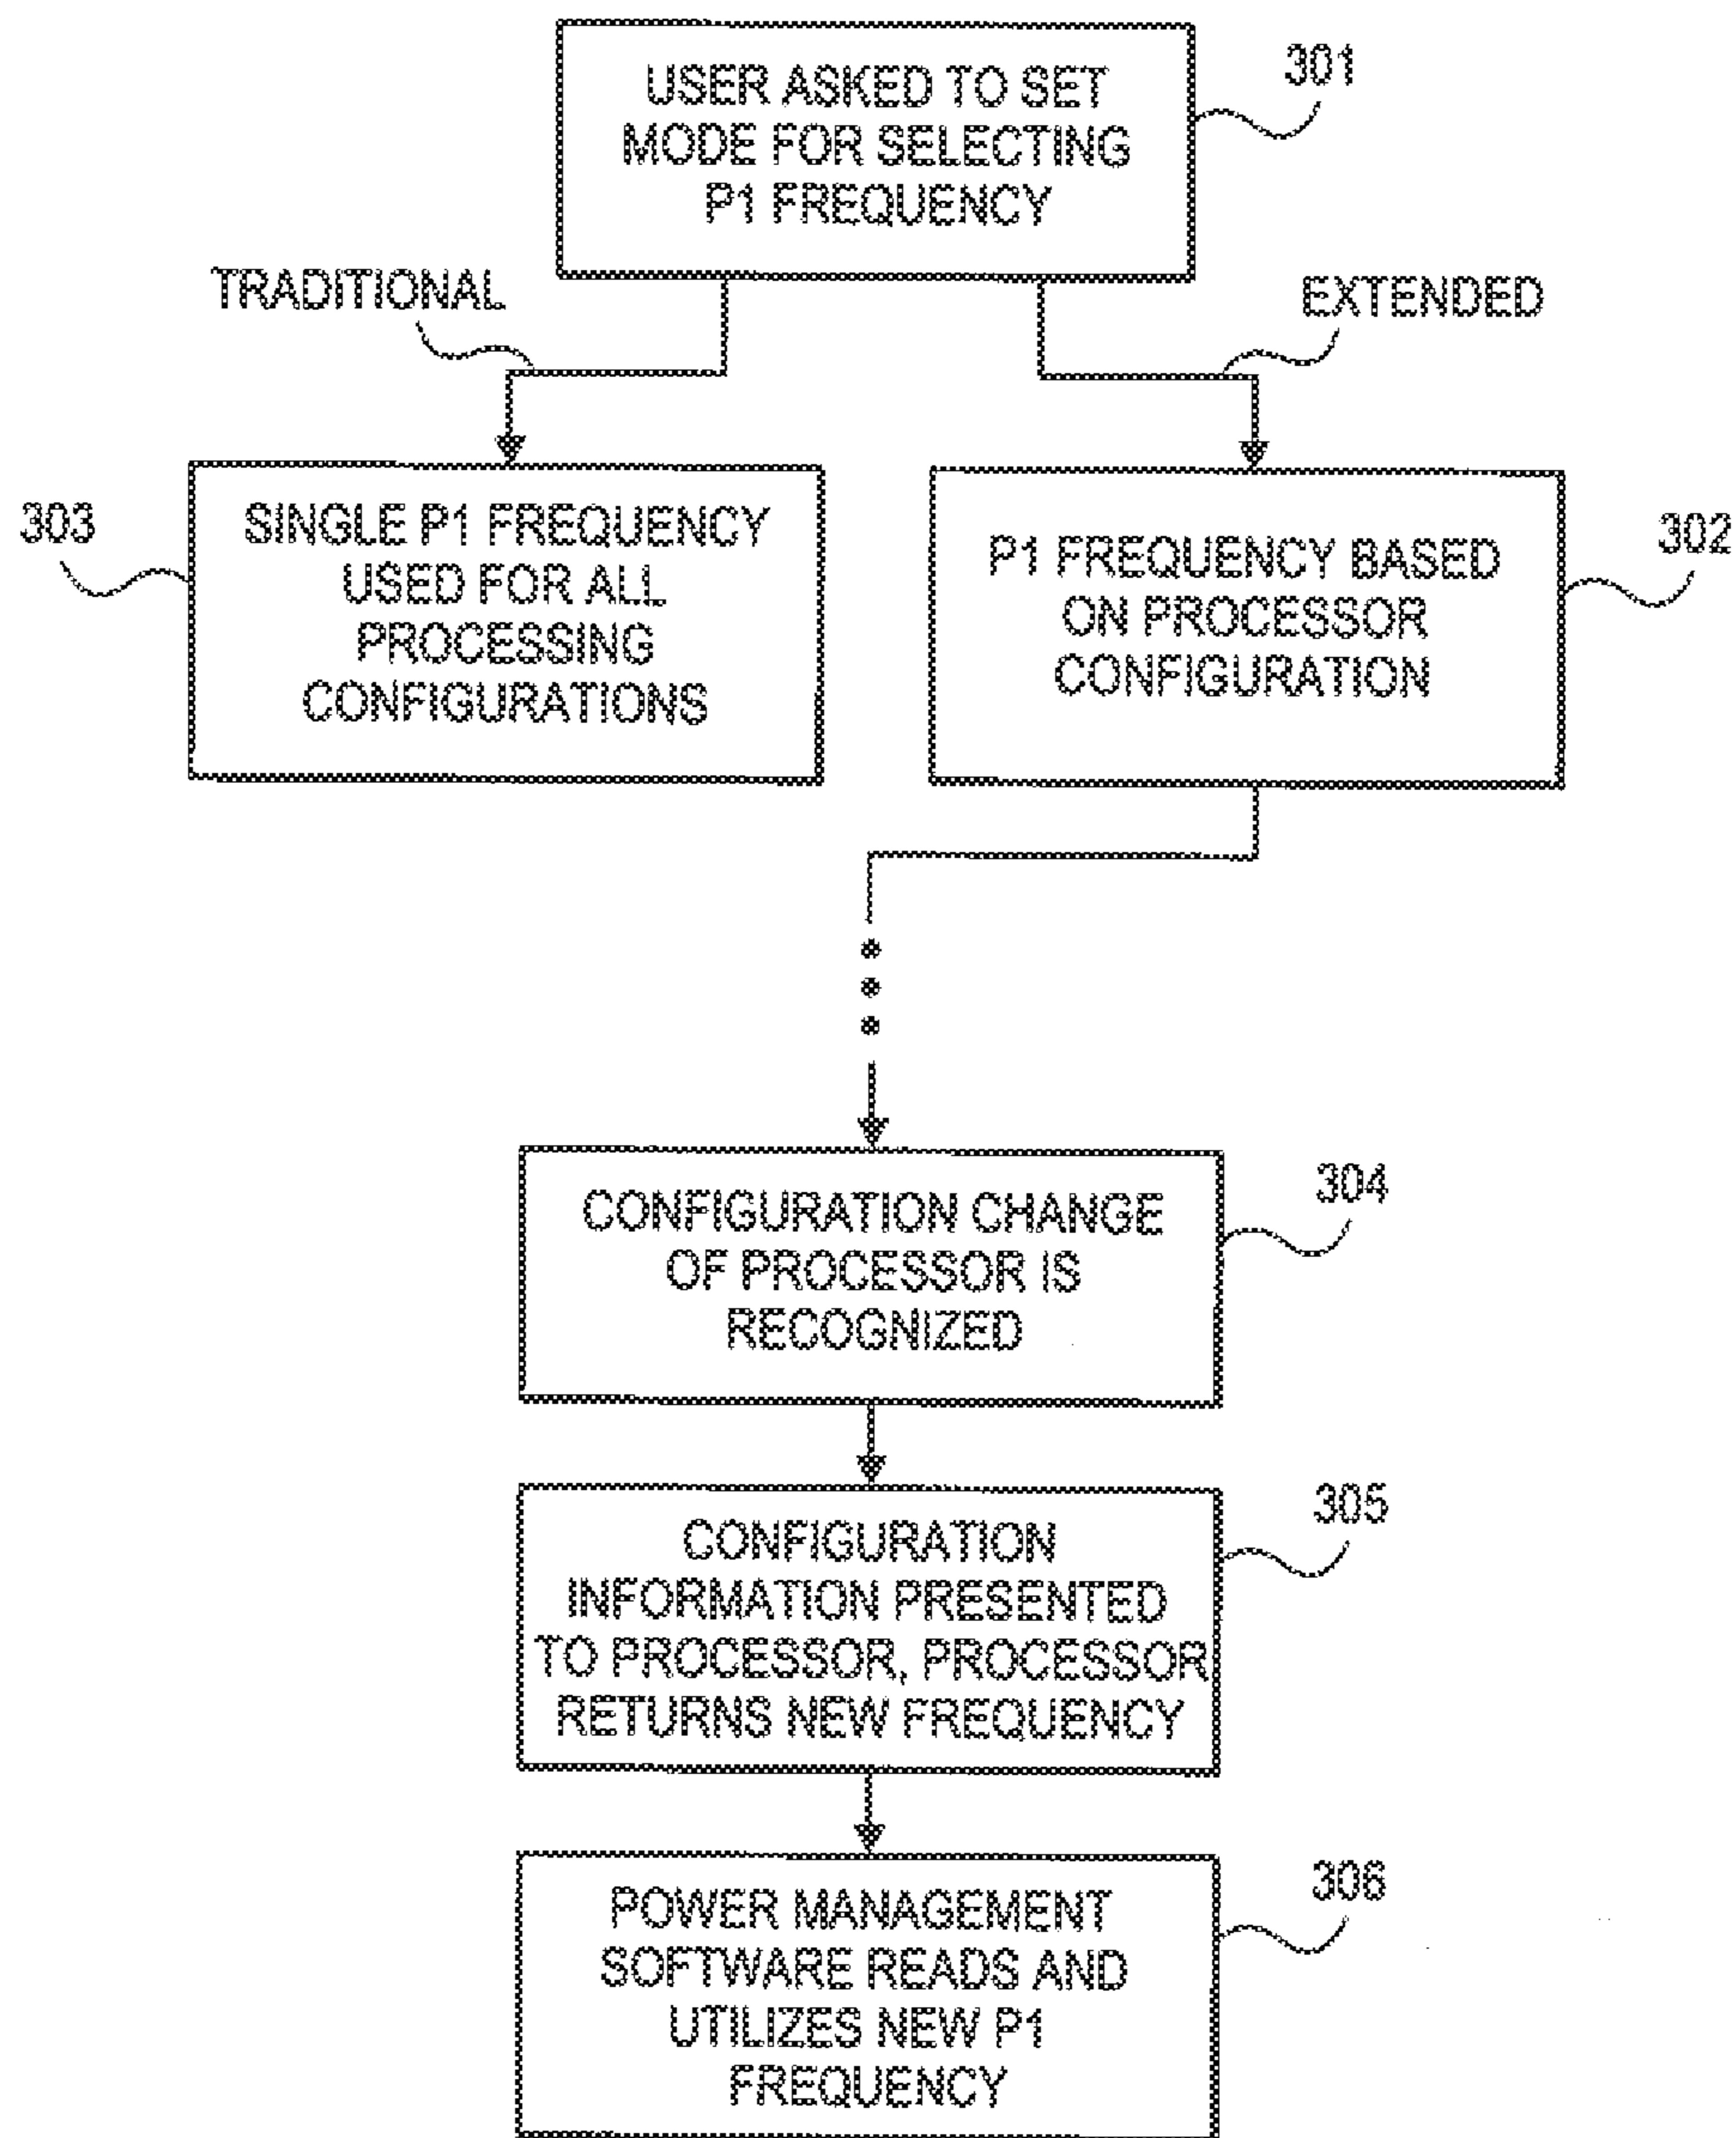 USER ASKED TO SET
MODE FOR SELECTING
P1 FREQUENCY
301
TRADITIONAL
EXTENDED
303
SINGLE P1 FREQUENCY
USED FOR ALL
PROCESSING
CONFIGURATIONS
P1 FREQUENCY BASED
ON PROCESSOR
CONFIGURATION
302
CONFIGURATION CHANGE
OF PROCESSOR IS
RECOGNIZED
304
CONFIGURATION
INFORMATION PRESENTED
TO PROCESSOR, PROCESSOR
RETURNS NEW FREQUENCY
305
POWER MANAGEMENT
SOFTWARE READS AND
UTILIZES NEW P1
FREQUENCY
306